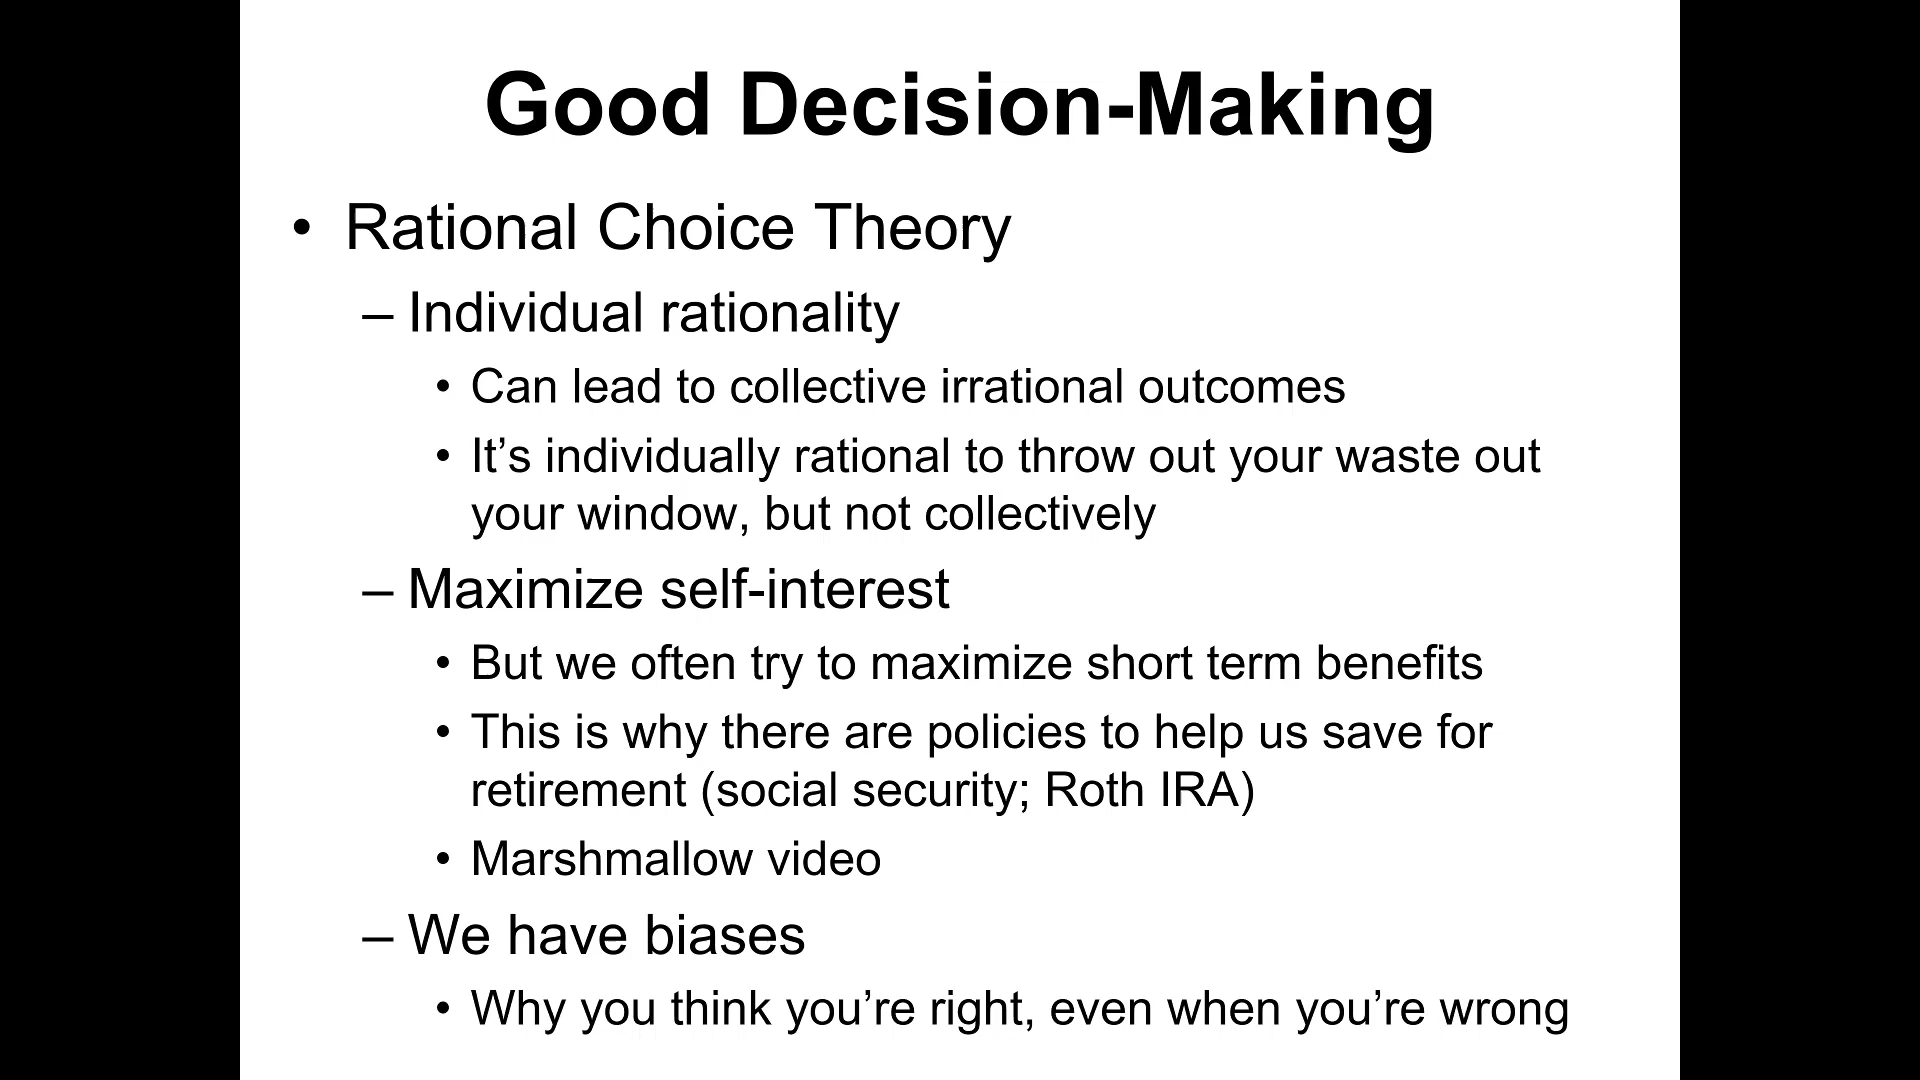 Good Decision-Making
• Rational Choice Theory
– Individual rationality
• Can lead to collective irrational outcomes
• It’s individually rational to throw out your waste out
your window, but not collectively
– Maximize self-interest
• But we often try to maximize short term benefits
• This is why there are policies to help us save for
retirement (social security; Roth IRA)
• Marshmallow video
– We have biases
• Why you think you’re right, even when you’re wrong